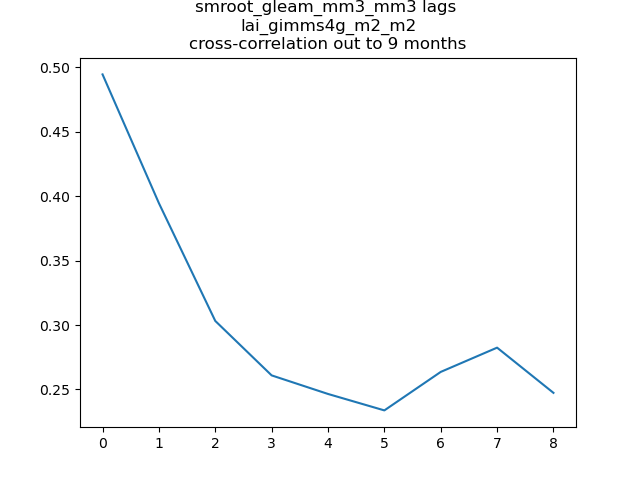 smroot_gleam_mm3_mm3 lags
lai_gimms4g_m2_m2
cross-correlation out to 9 months
0.50
0.45
0.40
0.35
0.30
0.25
0 1 2 3 4 5 6 7 8